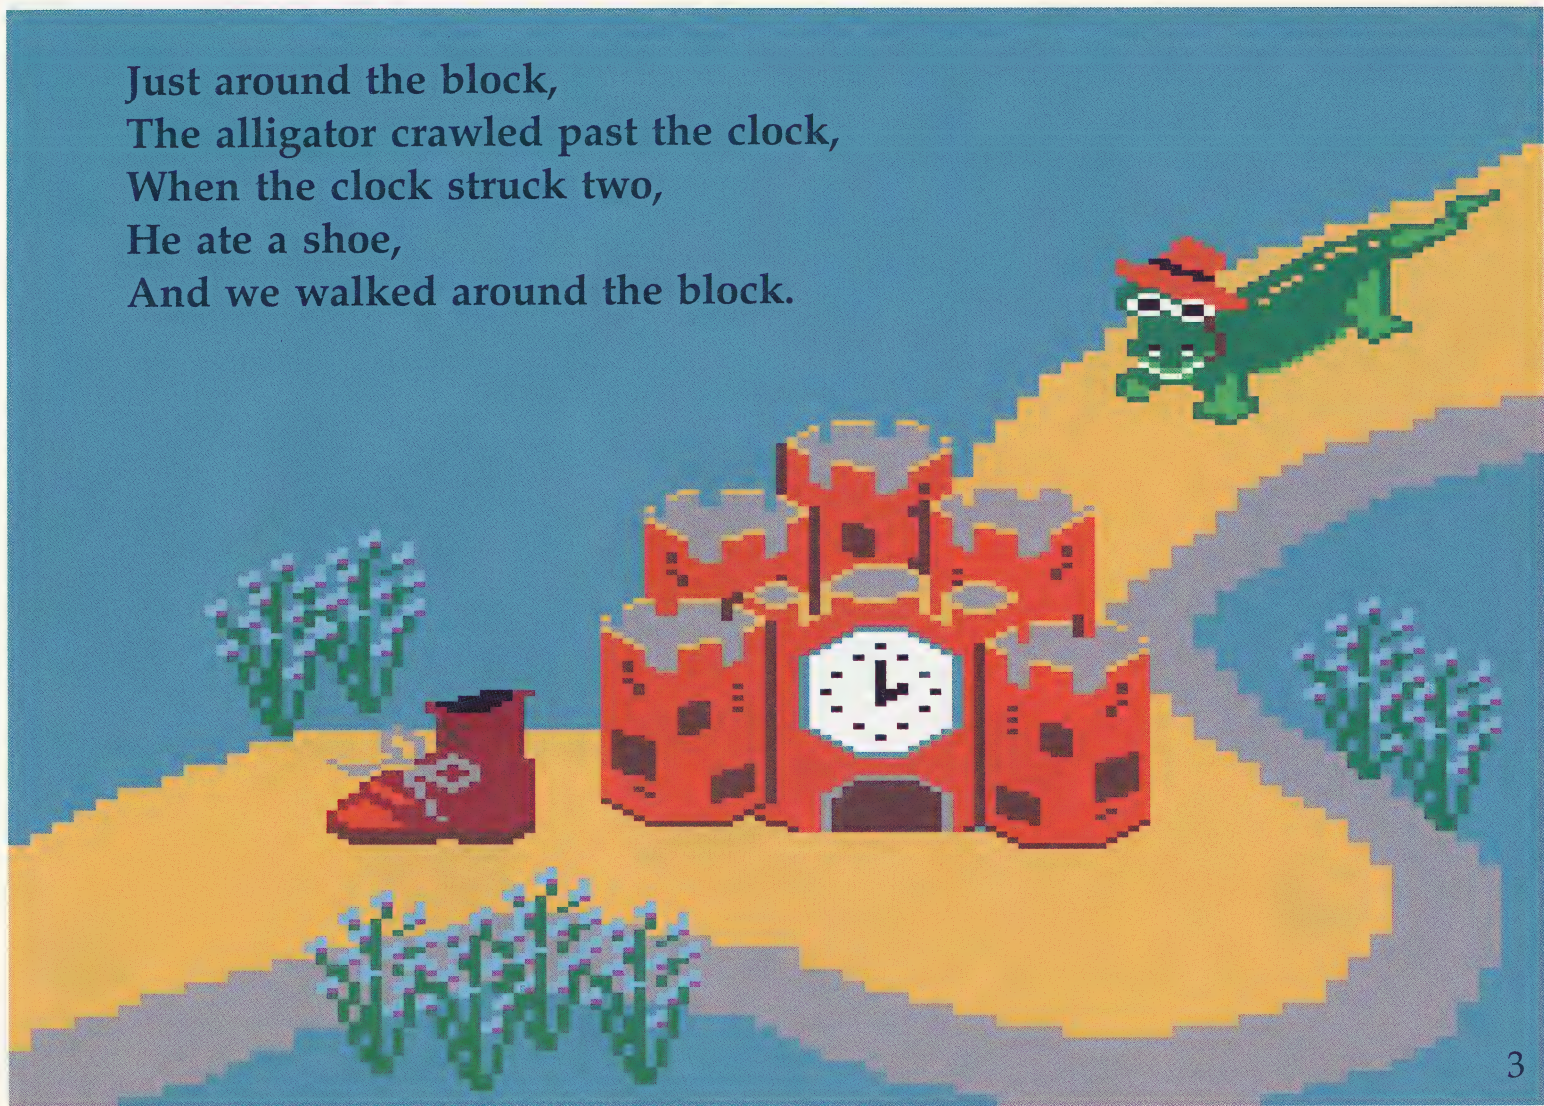 Just around the block,
The alligator crawled past the clock,
When the clock struck two,
He ate a shoe,
And we walked around the block.
3